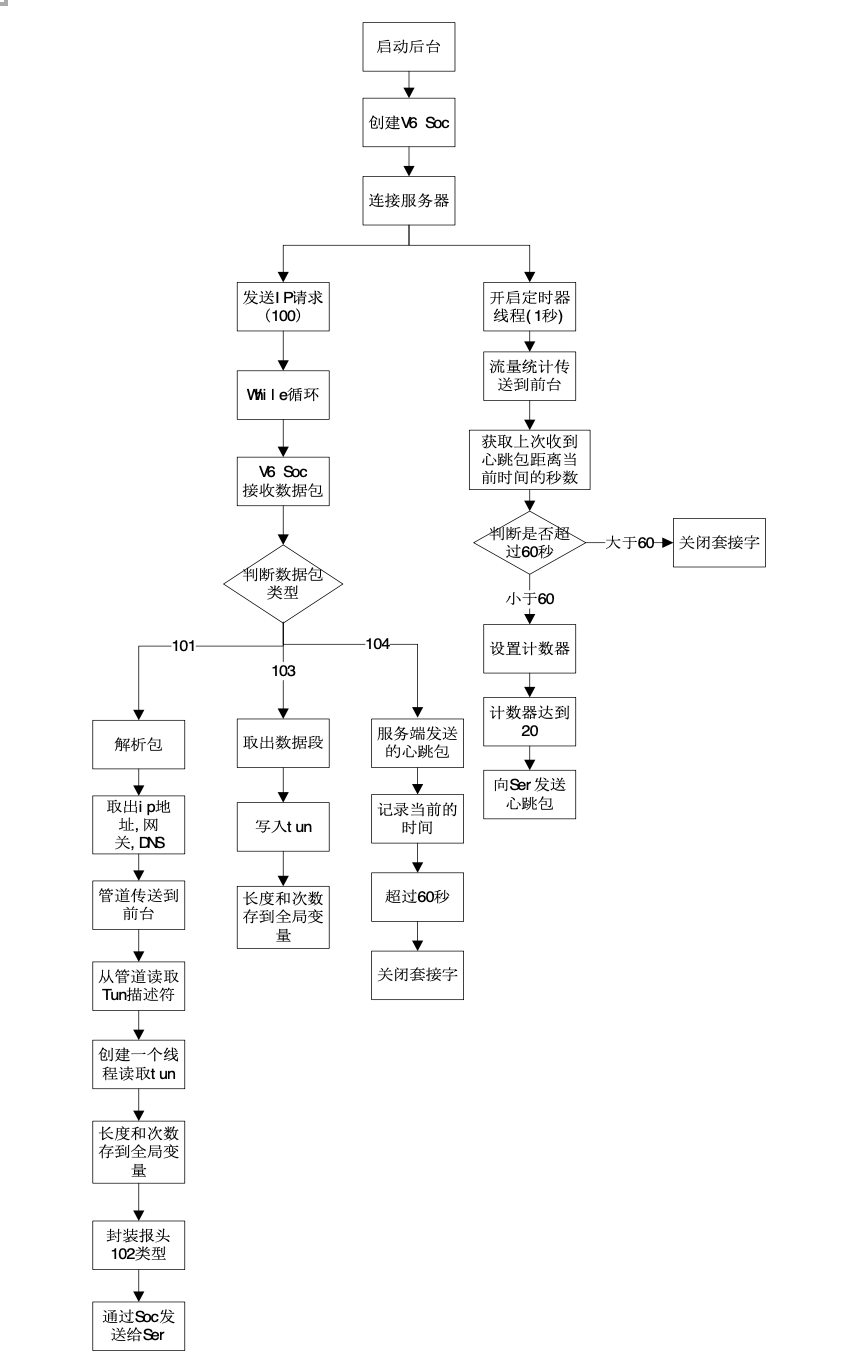 启动后台
创建V6 Soc
连接服务器
发送IP请求
（100）
While循环
V6 Soc
接收数据包
判断数据包
类型
101
103
104
解析包
取出ip地
址,网
关,DNS
管道传送到
前台
从管道读取
Tun描述符
创建一个线
程读取tun
长度和次数
存到全局变
量
封装报头
102类型
通过Soc发
送给Ser
取出数据段
写入tun
长度和次数
存到全局变
量
服务端发送
的心跳包
记录当前的
时间
超过60秒
关闭套接字
开启定时器
线程(1秒)
流量统计传
送到前台
获取上次收到
心跳包距离当
前时间的秒数
判断是否超
过60秒
大于60
关闭套接字
小于60
设置计数器
计数器达到
20
向Ser发送
心跳包